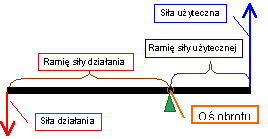 Siła użyteczna
Ramię siły użytecznej
Ramię siły działania
Siła działania
Oś obrotu